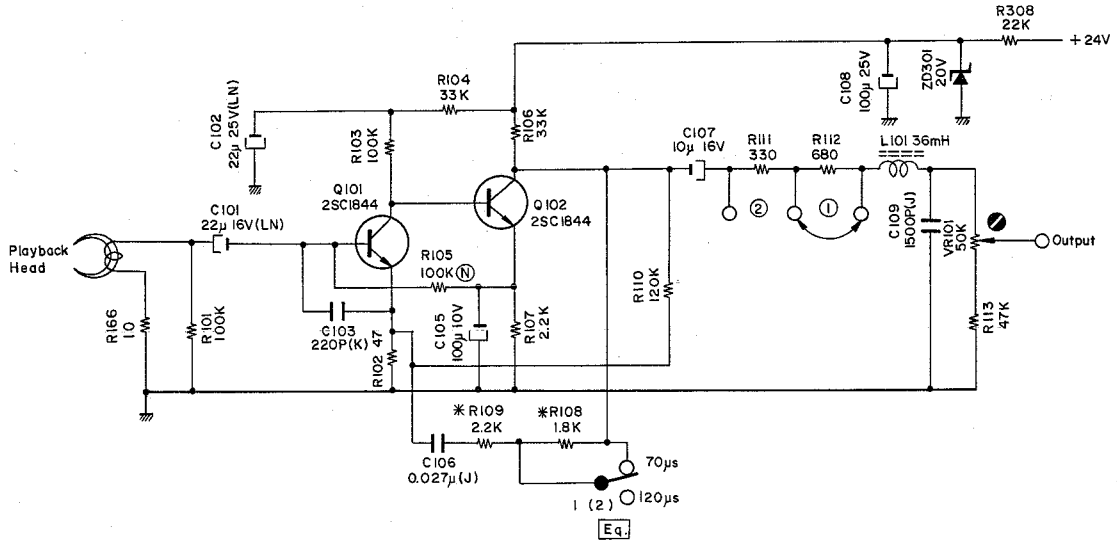 R308
22K
+24V
C108
100μ 25V
ZD301
20V
R104
33K
C102
22μ 25V(LN)
R103
100K
R106
33K
C107
10μ 16V
R111
330
R112
680
L101 36mH
Q101
2SC1844
Q102
2SC1844
C101
22μ 16V(LN)
②
①
C109
1500P(J)
VR101
50K
Output
Playback
Head
R105
100K Ⓝ
R110
120K
R166
10
R101
100K
C103
220P(K)
R102 47
C105
100μ 10V
R107
2.2K
R113
47K
*R109
2.2K
*R108
1.8K
C106
0.027μ(J)
70μs
120μs
1 (2)
Eq.